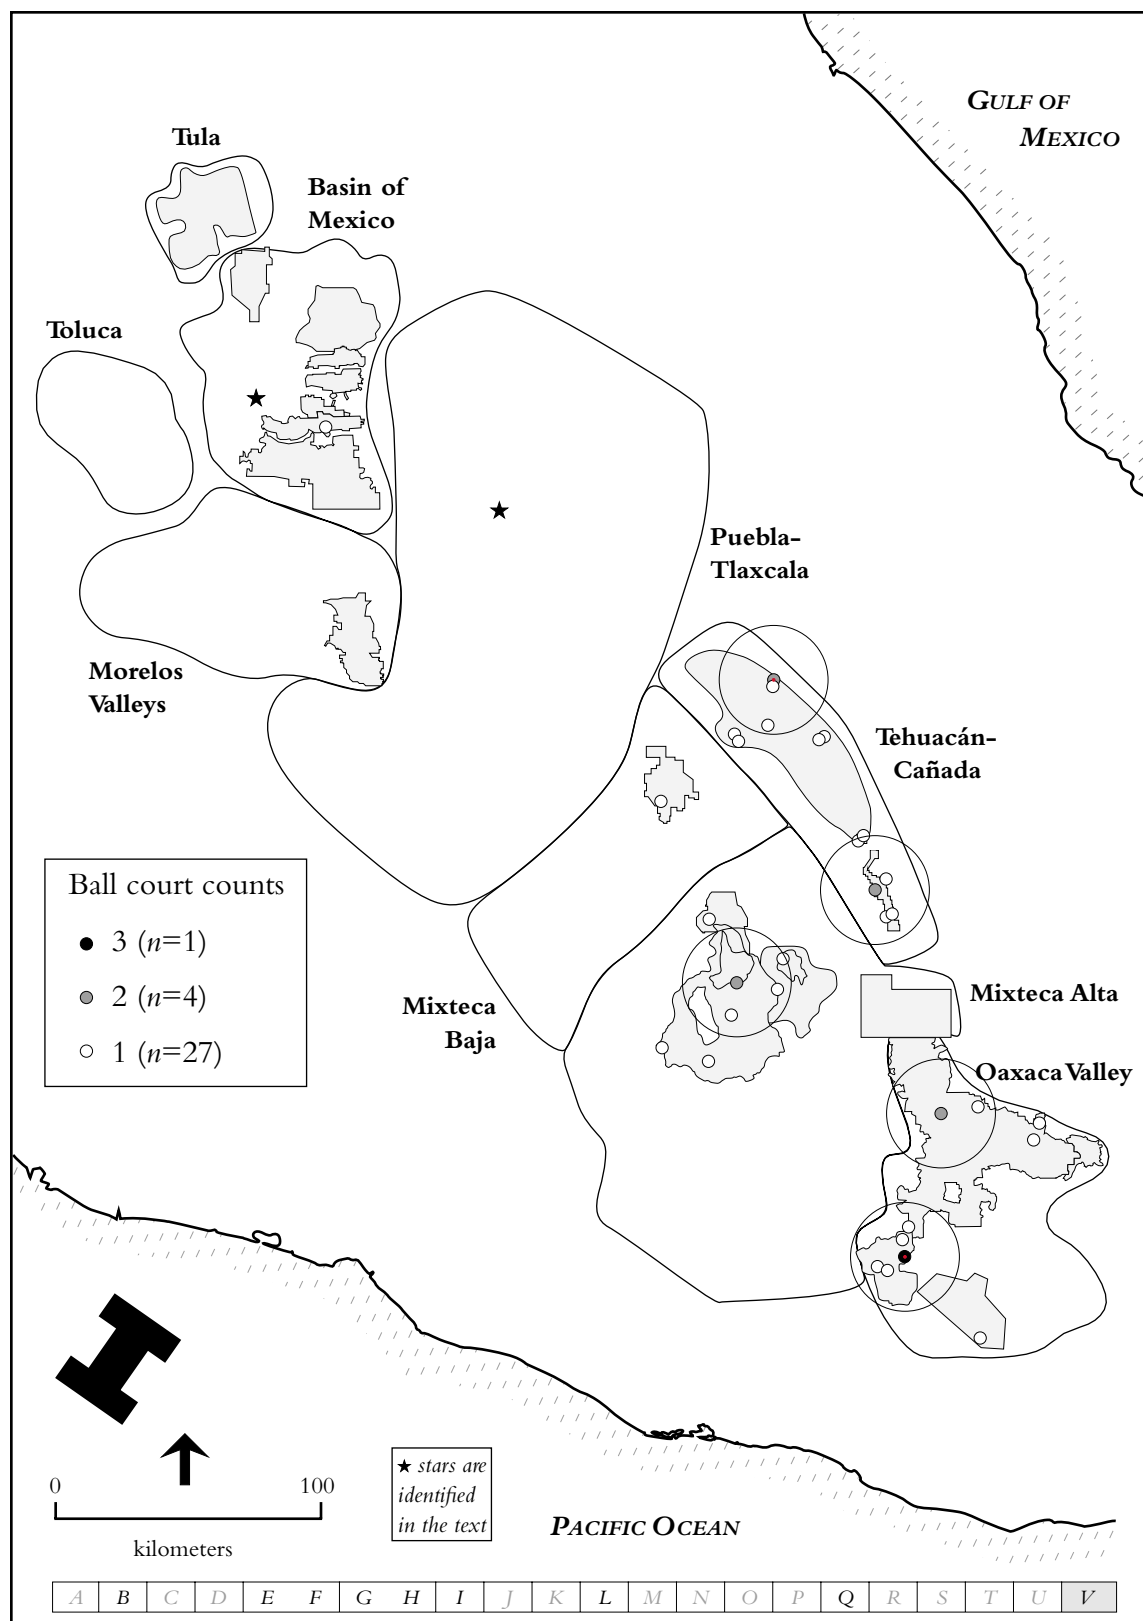 GULF OF
MEXICO
Tula
Basin of
Mexico
Toluca
Puebla-
Tlaxcala
Morelos
Valleys
Tehuacán-
Cañada
Ball court counts
3 (n=1)
2 (n=4)
1 (n=27)
Mixteca
Baja
Mixteca Alta
Oaxaca Valley
0 100
kilometers
★ stars are
identified
in the text
PACIFIC OCEAN
A B C D E F G H I J K L M N O P Q R S T U V